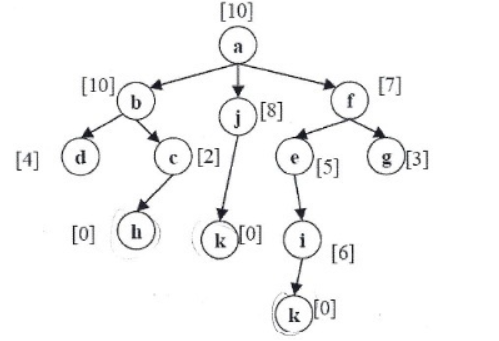 [10]
a
[10] b j [8] f [7]
[4] d c [2] e [5] g [3]
[0] h k [0] i [6]
k [0]